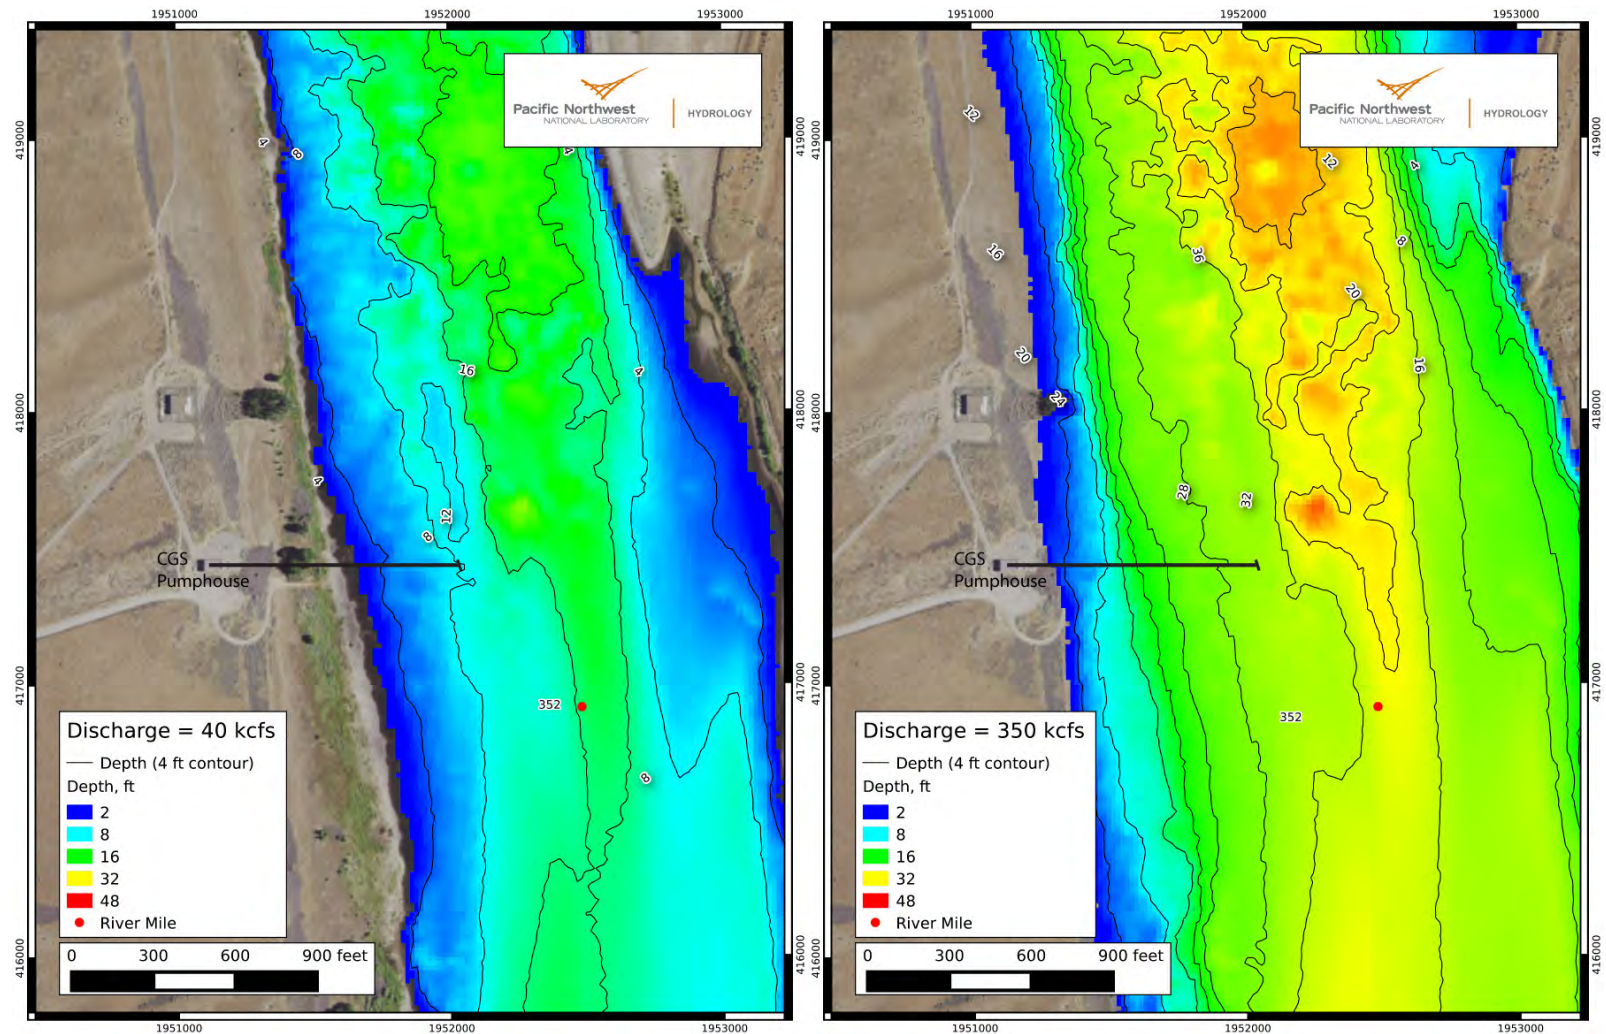 1951000
1952000
1953000
419000
418000
417000
416000
419000
418000
417000
416000
Pacific Northwest
NATIONAL LABORATORY
HYDROLOGY
4
8
4
16
4
4
12
8
CGS
Pumphouse
352
8
Discharge = 40 kcfs
Depth (4 ft contour)
Depth, ft
2
8
16
32
48
River Mile
0 300 600 900 feet
1951000
1952000
1953000
1951000
1952000
1953000
419000
418000
417000
416000
Pacific Northwest
NATIONAL LABORATORY
HYDROLOGY
12
12
4
16
36
8
20
20
16
24
28
32
CGS
Pumphouse
352
Discharge = 350 kcfs
Depth (4 ft contour)
Depth, ft
2
8
16
32
48
River Mile
0 300 600 900 feet
1951000
1952000
1953000